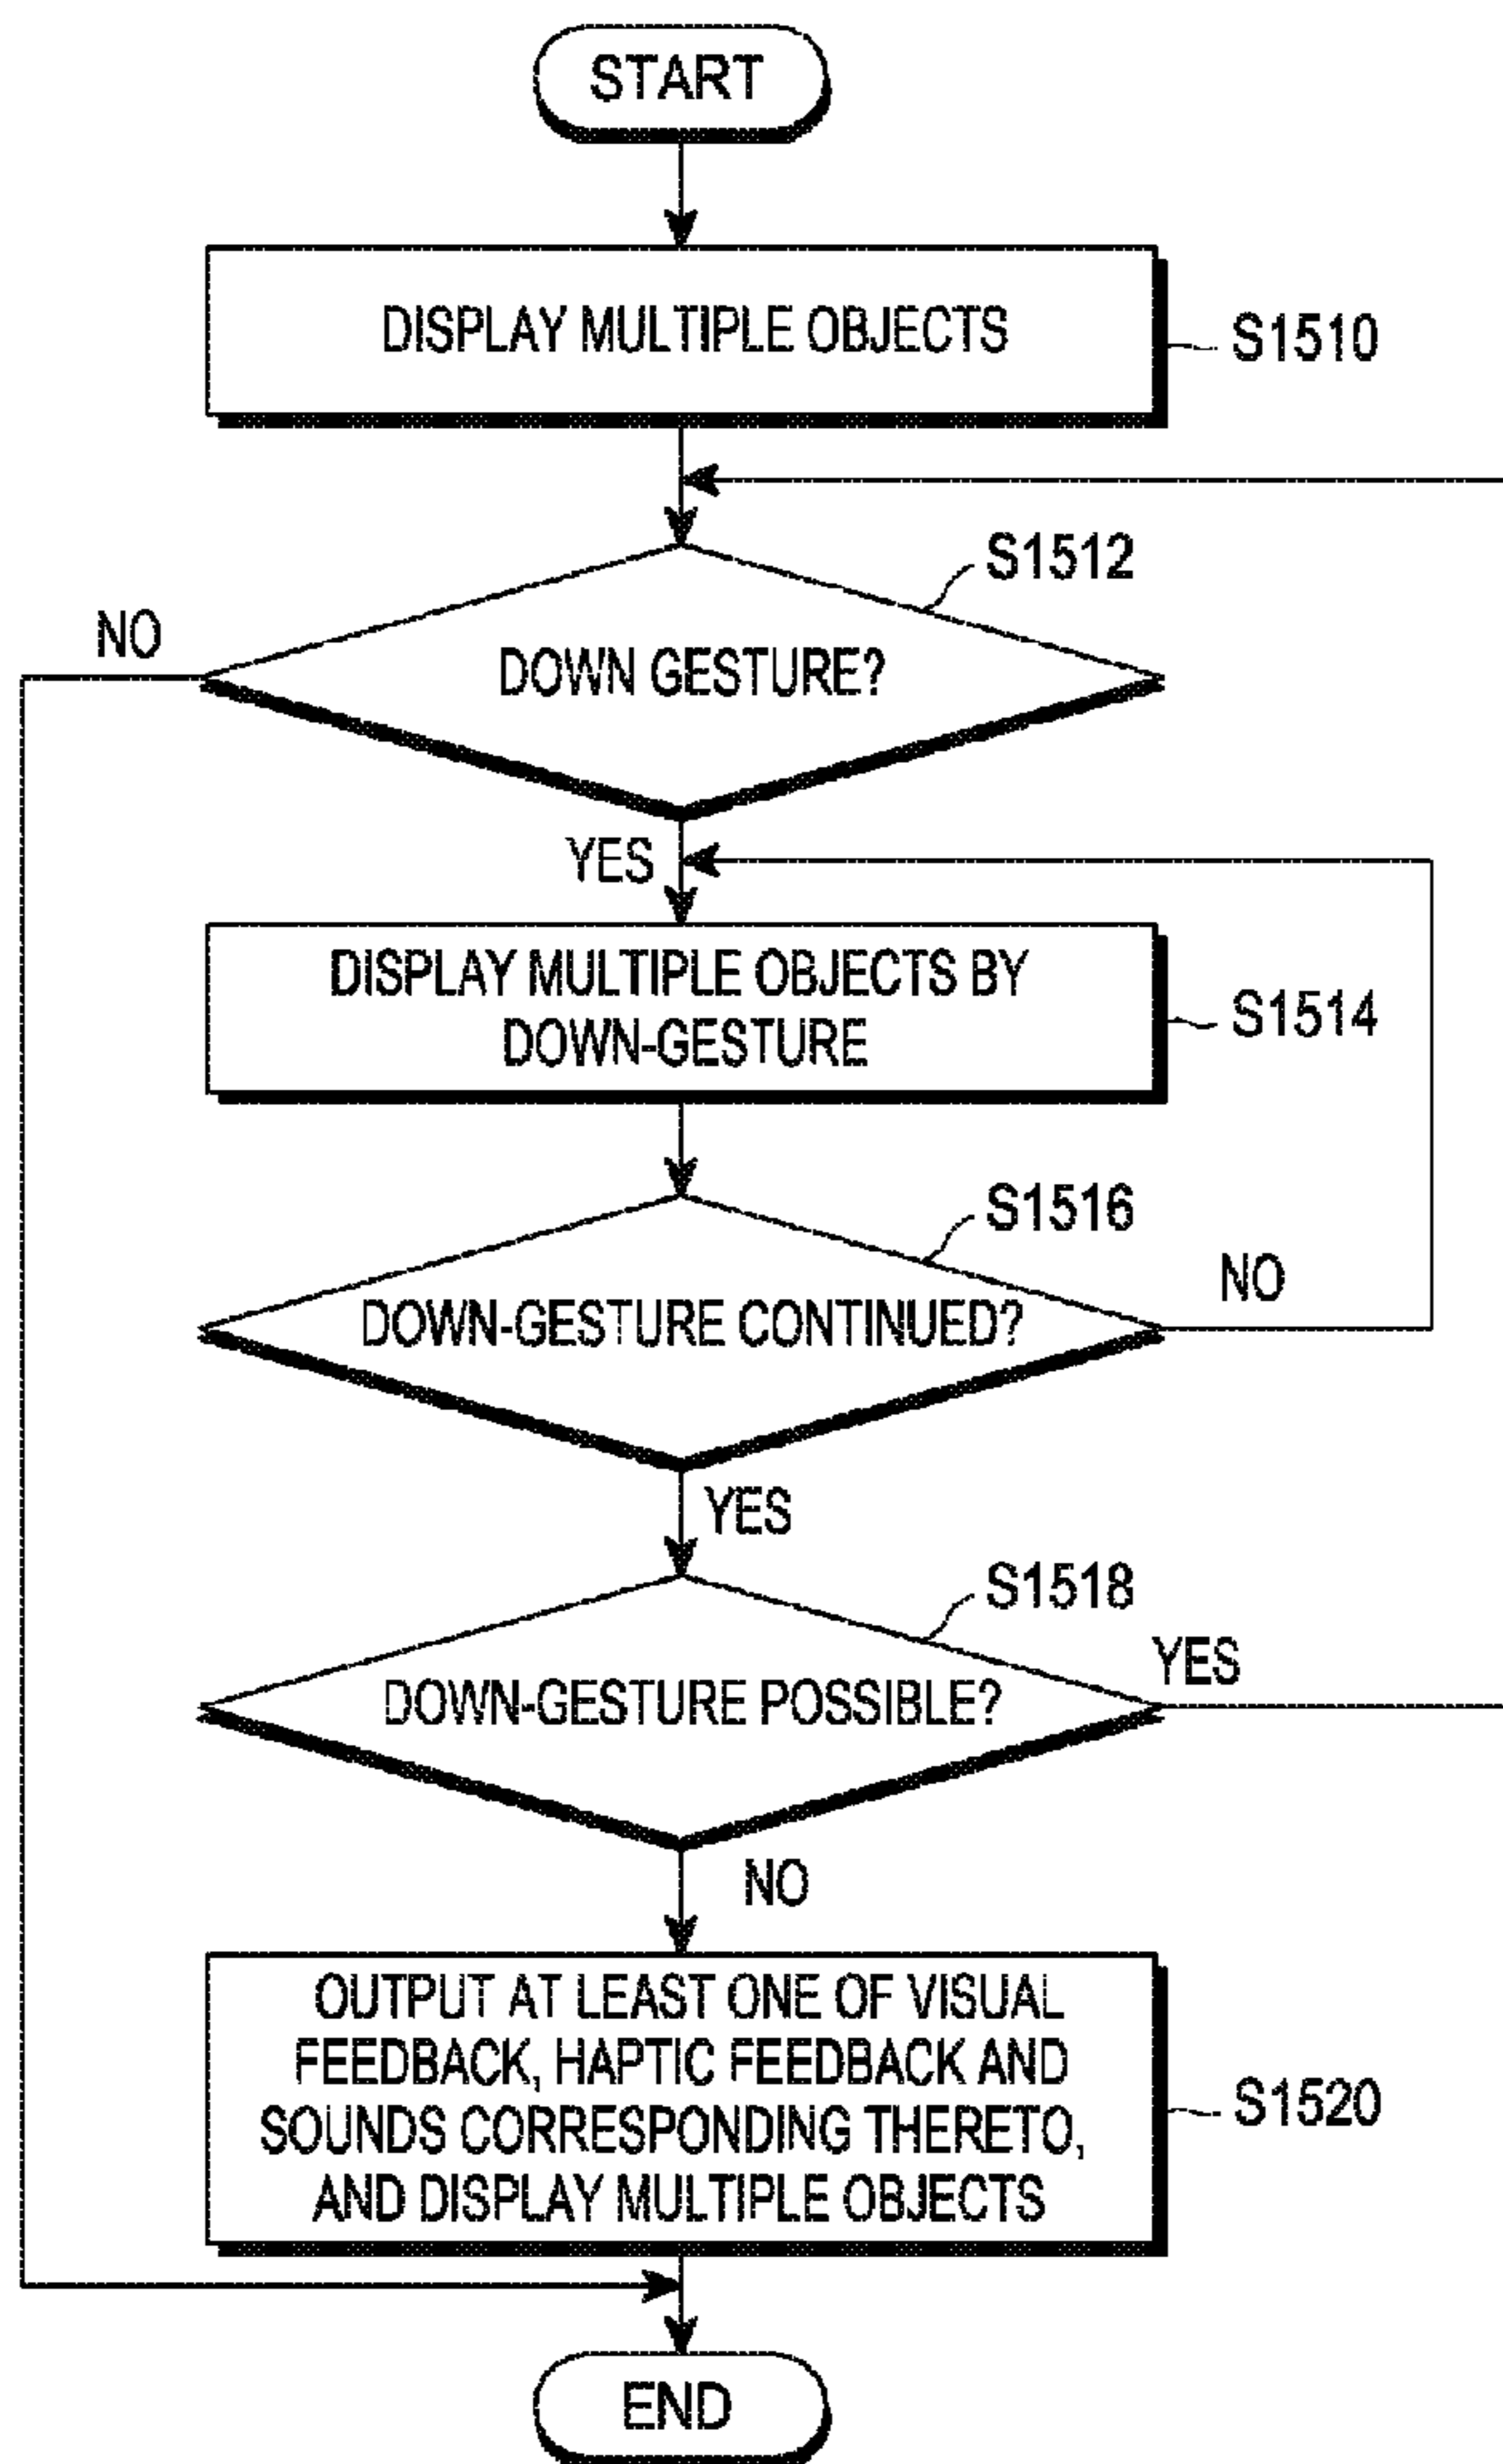 START
DISPLAY MULTIPLE OBJECTS
S1510
S1512
NO
DOWN GESTURE?
YES
DISPLAY MULTIPLE OBJECTS BY
DOWN-GESTURE
S1514
S1516
NO
DOWN-GESTURE CONTINUED?
YES
S1518
YES
DOWN-GESTURE POSSIBLE?
NO
OUTPUT AT LEAST ONE OF VISUAL
FEEDBACK, HAPTIC FEEDBACK AND
SOUNDS CORRESPONDING THERETO,
AND DISPLAY MULTIPLE OBJECTS
S1520
END